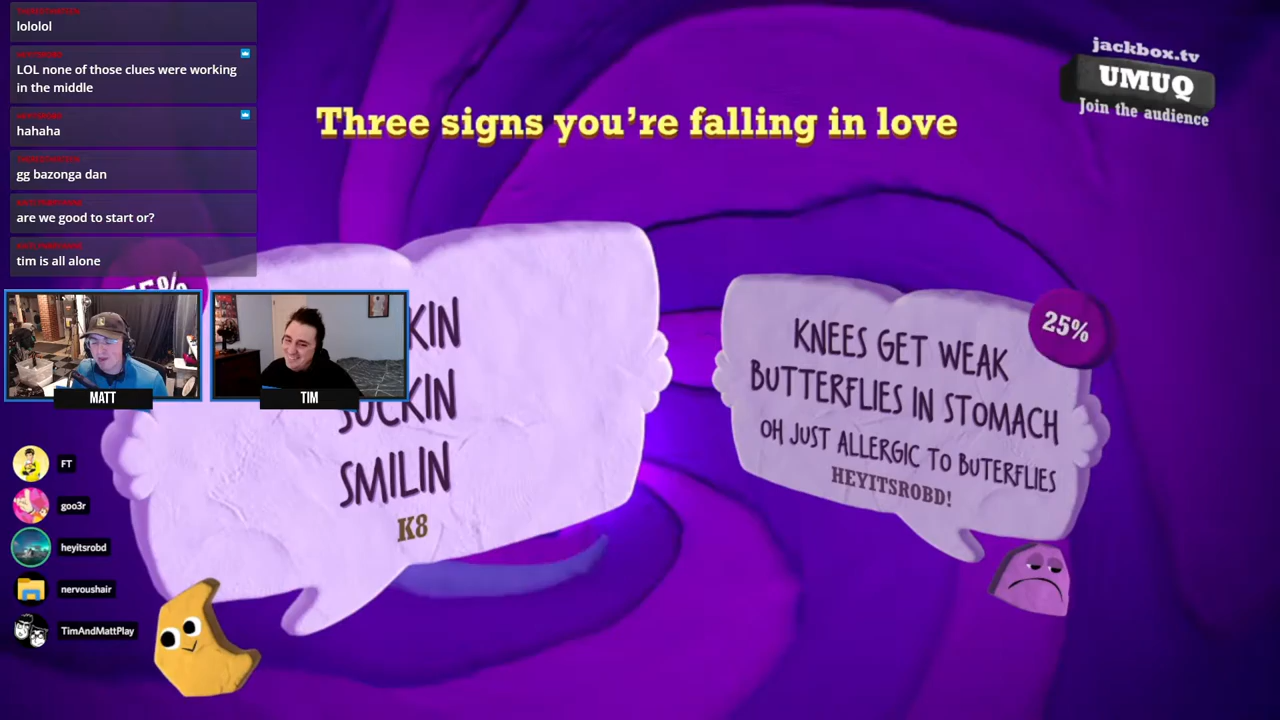 lololol
LOL none of those clues were working
in the middle
hahaha
gg bazonga dan
are we good to start or?
tim is all alone
jackbox.tv
UMUQ
Join the audience
Three signs you're falling in love
KIN
SUCKIN
SMILIN
K8
25%
KNEES GET WEAK
BUTTERFLIES IN STOMACH
OH JUST ALLERGIC TO BUTERFLIES
HEYITSROBD!
MATT
TIM
FT
goo3r
heyitsrobd
nervoushair
TimAndMattPlay